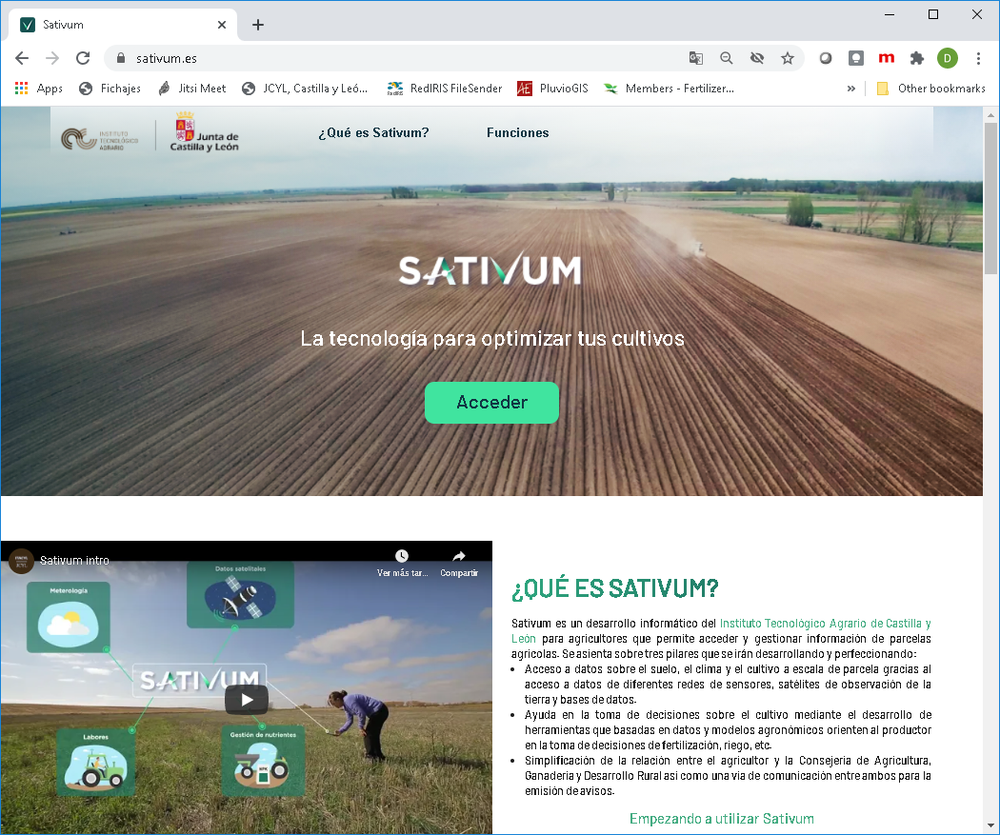 Sativum
sativum.es
D
Apps
Fichajes
Jitsi Meet
JCYL, Castilla y Leó...
RedIRIS FileSender
PluvioGIS
Members - Fertilizer...
»
Other bookmarks
INSTITUTO
TECNOLÓGICO
AGRARIO
Junta de
Castilla y León
¿Qué es Sativum?
Funciones
SATIVUM
La tecnología para optimizar tus cultivos
Acceder
Sativum intro
Ver más tar...
Compartir
Meterología
Datos satelitales
SATIVUM
Labores
Gestión de nutrientes
NPK
¿QUÉ ES SATIVUM?
Sativum es un desarrollo informático del Instituto Tecnológico Agrario de Castilla y
León para agricultores que permite acceder y gestionar información de parcelas
agrícolas. Se asienta sobre tres pilares que se irán desarrollando y perfeccionando:
• Acceso a datos sobre el suelo, el clima y el cultivo a escala de parcela gracias al
acceso a datos de diferentes redes de sensores, satélites de observación de la
tierra y bases de datos.
• Ayuda en la toma de decisiones sobre el cultivo mediante el desarrollo de
herramientas que basadas en datos y modelos agronómicos orienten al productor
en la toma de decisiones de fertilización, riego, etc.
• Simplificación de la relación entre el agricultor y la Consejería de Agricultura,
Ganadería y Desarrollo Rural así como una vía de comunicación entre ambos para la
emisión de avisos.
Empezando a utilizar Sativum